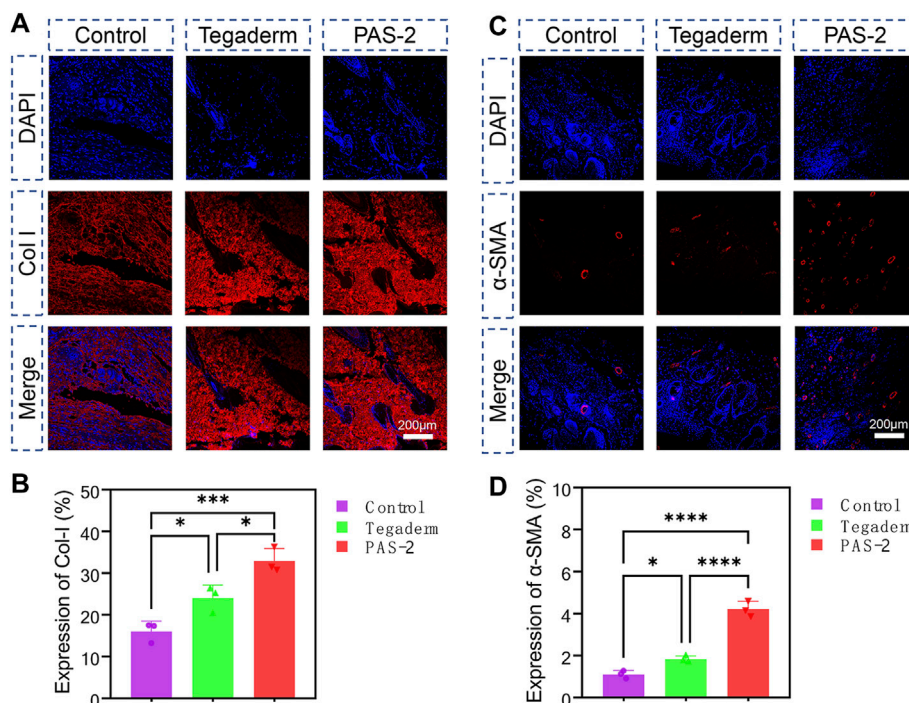 A
Control
Tegaderm
PAS-2
DAPI
Col I
Merge
200μm
C
Control
Tegaderm
PAS-2
DAPI
α-SMA
Merge
200μm
B
Expression of Col-I (%)
50
40
30
20
10
0
***
*
*
Control
Tegaderm
PAS-2
D
Expression of α-SMA (%)
10
8
6
4
2
0
****
*
****
Control
Tegaderm
PAS-2